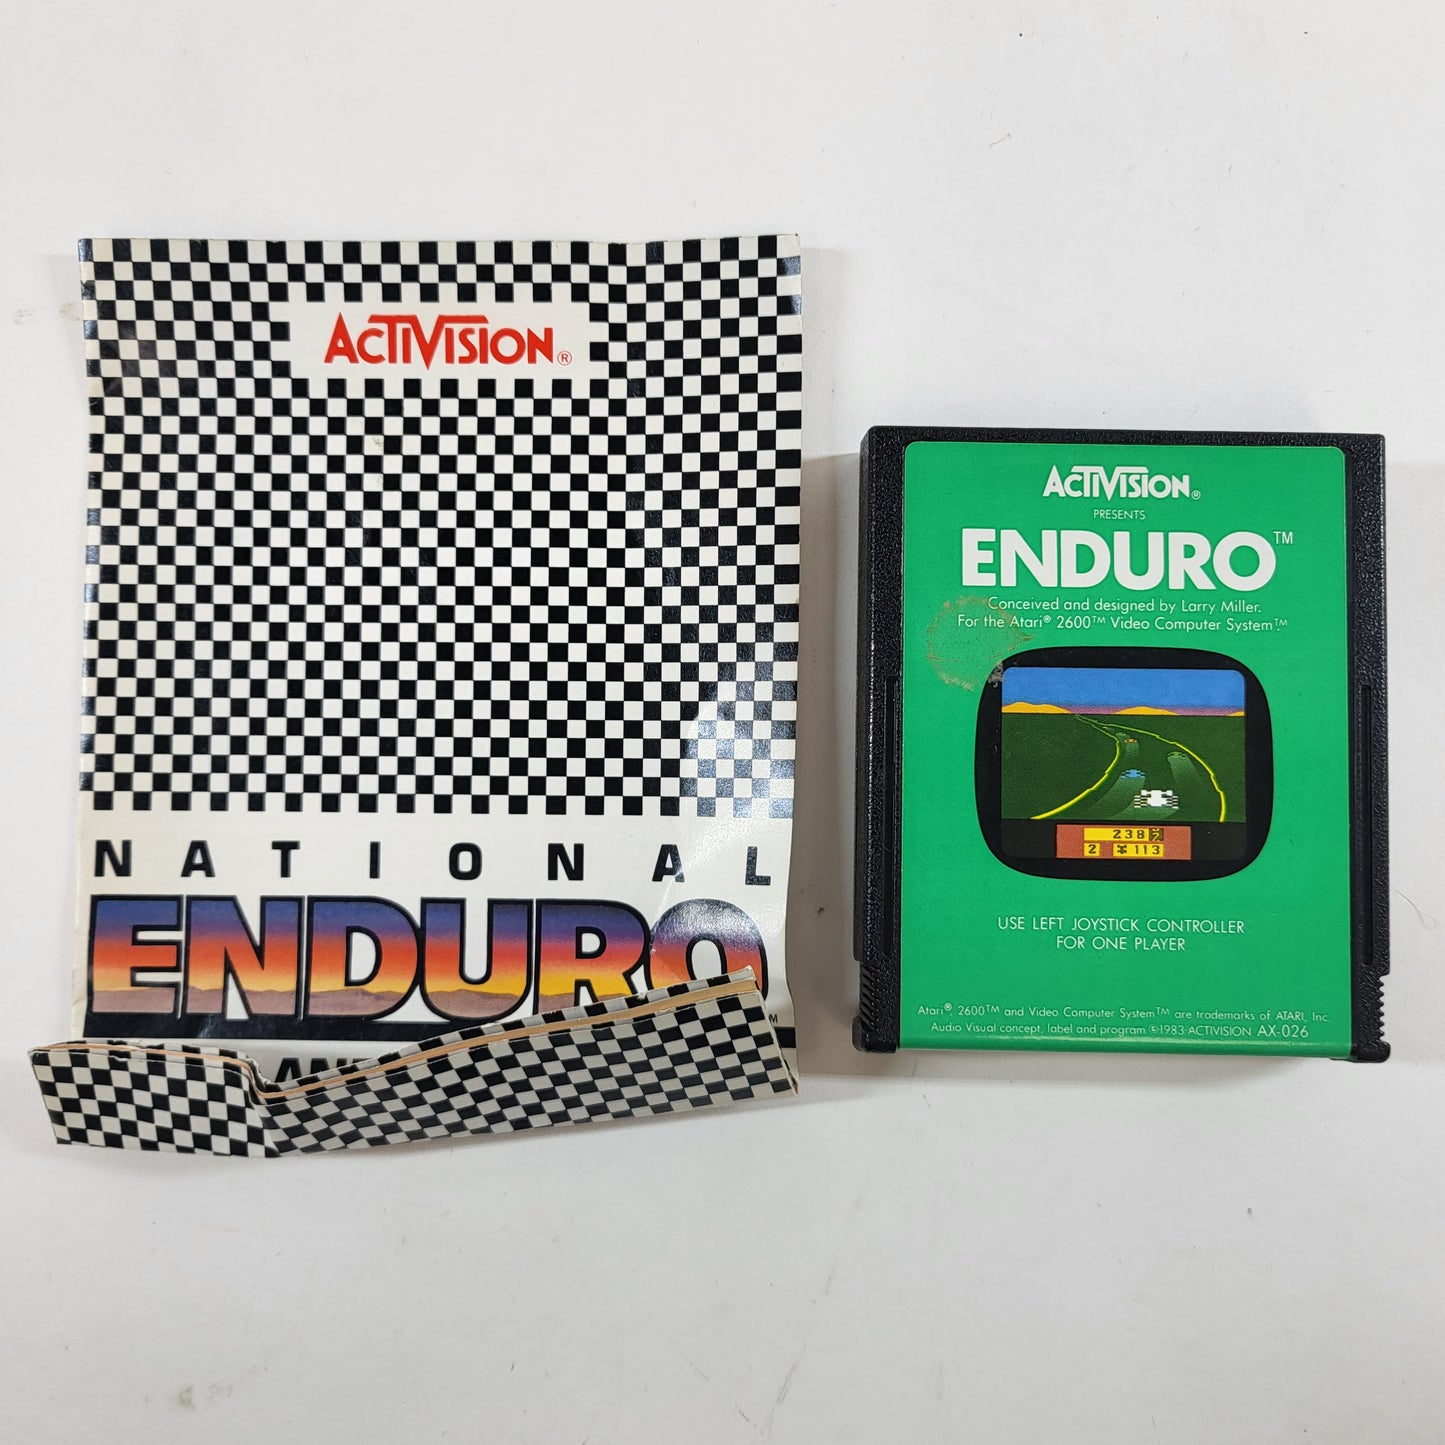 ACTIVISION®
NATIONAL
ENDURO
TM
ACTIVISION®
PRESENTS
ENDURO™
Conceived and designed by Larry Miller.
For the Atari® 2600™ Video Computer System™.
238
2 113
USE LEFT JOYSTICK CONTROLLER
FOR ONE PLAYER
Atari® 2600™ and Video Computer System™ are trademarks of ATARI, Inc.
Audio Visual concept, label and program ©1983 ACTIVISION AX-026